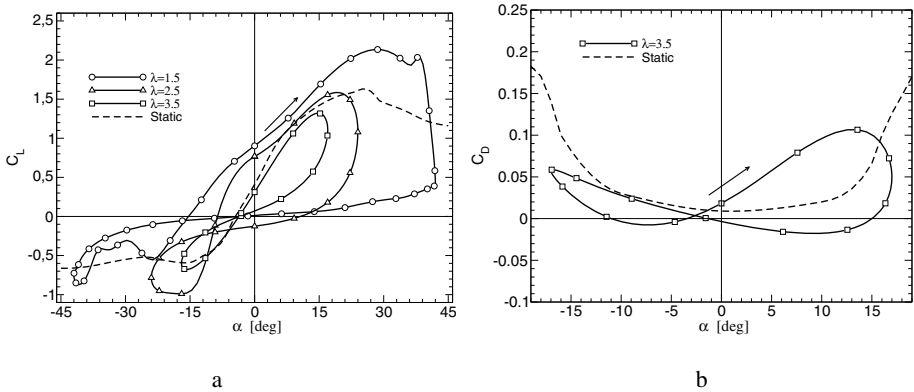 a
2,5
2
1.5
1
0,5
0
-0.5
-1
C_L
-45
-30
-15
0
15
30
45
α [deg]
λ=1.5
λ=2.5
λ=3.5
Static
b
0.25
0.2
0.15
0.1
0.05
0
-0.05
-0.1
C_D
-15
-10
-5
0
5
10
15
α [deg]
λ=3.5
Static
a
b